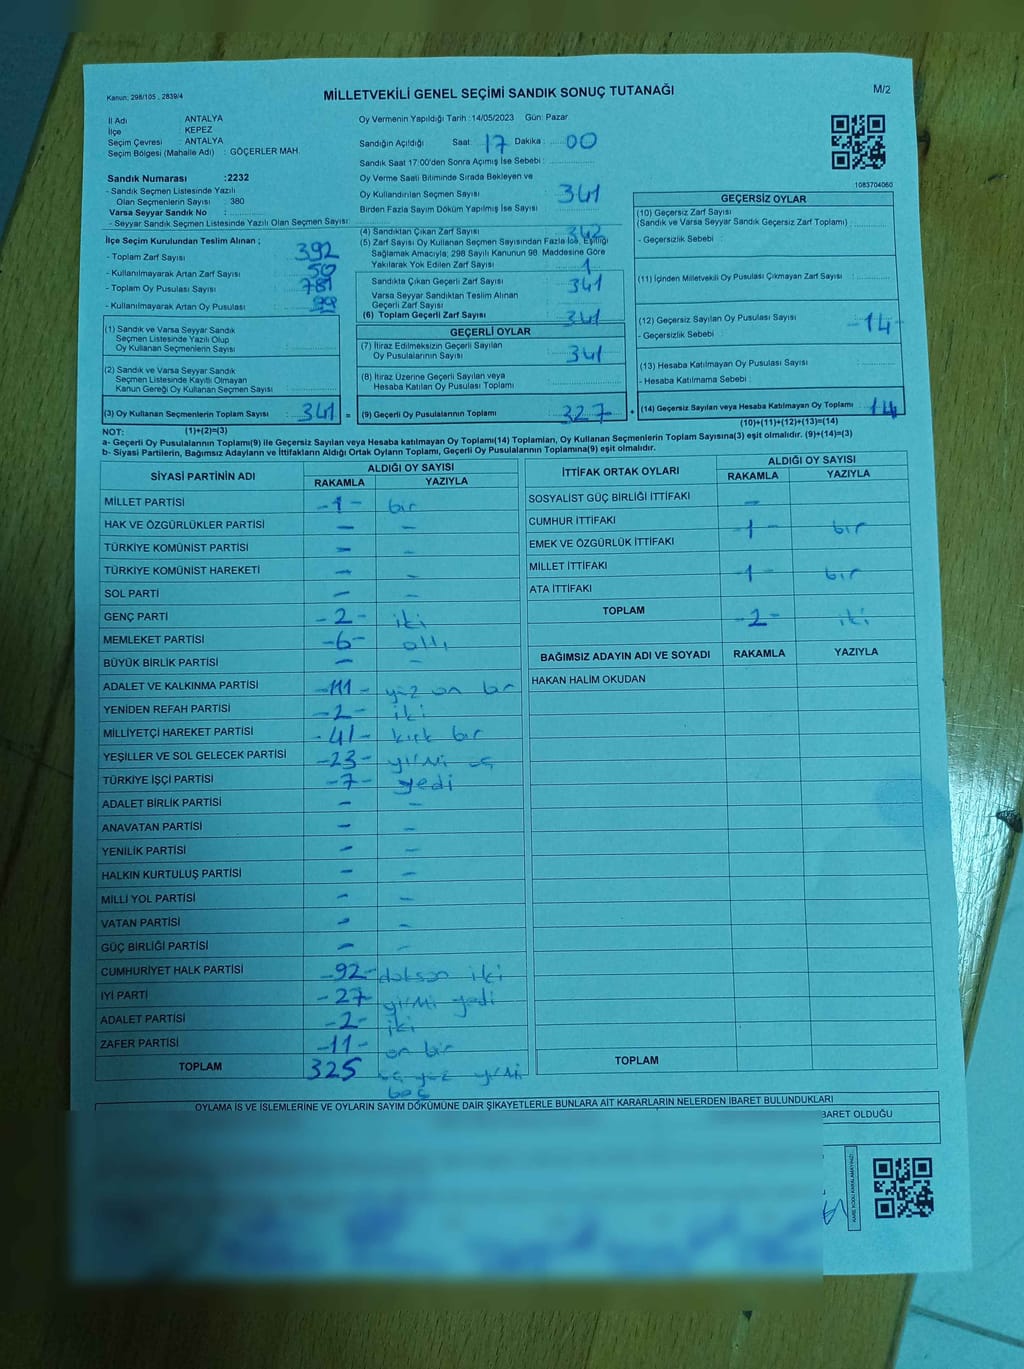 Kanun, 298/105 , 2839/4
MİLLETVEKİLİ GENEL SEÇİMİ SANDIK SONUÇ TUTANAĞI
M/2
İl Adı ANTALYA
İlçe KEPEZ
Seçim Çevresi ANTALYA
Seçim Bölgesi (Mahalle Adı) : GÖÇERLER MAH.
Sandık Numarası :2232
- Sandık Seçmen Listesinde Yazılı
Olan Seçmenlerin Sayısı : 380
Varsa Seyyar Sandık No :
- Seyyar Sandık Seçmen Listesinde Yazılı Olan Seçmen Sayısı:
Oy Vermenin Yapıldığı Tarih :14/05/2023 Gün: Pazar
Sandığın Açıldığı Saat: 17 Dakika: 00
Sandık Saat 17:00'den Sonra Açımış İse Sebebi :
Oy Verme Saati Bitiminde Sırada Bekleyen ve
Oy Kullandırılan Seçmen Sayısı 341
Birden Fazla Sayım Döküm Yapılmış İse Sayısı
1083704060
İlçe Seçim Kurulundan Teslim Alınan ;
- Toplam Zarf Sayısı 392
- Kullanılmayarak Artan Zarf Sayısı 50
- Toplam Oy Pusulası Sayısı 781
- Kullanılmayarak Artan Oy Pusulası 99
(4) Sandıktan Çıkan Zarf Sayısı 342
(5) Zarf Sayısı Oy Kullanan Seçmen Sayısından Fazla İse, Eşitliği
Sağlamak Amacıyla; 298 Sayılı Kanunun 98. Maddesine Göre
Yakılarak Yok Edilen Zarf Sayısı 1
Sandıkta Çıkan Geçerli Zarf Sayısı 341
Varsa Seyyar Sandıktan Teslim Alınan
Geçerli Zarf Sayısı
(6) Toplam Geçerli Zarf Sayısı 341
GEÇERSİZ OYLAR
(10) Geçersiz Zarf Sayısı
(Sandık ve Varsa Seyyar Sandık Geçersiz Zarf Toplamı)
- Geçersizlik Sebebi :
(11) İçinden Milletvekili Oy Pusulası Çıkmayan Zarf Sayısı
(12) Geçersiz Sayılan Oy Pusulası Sayısı -14-
- Geçersizlik Sebebi :
(13) Hesaba Katılmayan Oy Pusulası Sayısı
- Hesaba Katılmama Sebebi :
(14) Geçersiz Sayılan veya Hesaba Katılmayan Oy Toplamı : 14
(10)+(11)+(12)+(13)=(14)
(1) Sandık ve Varsa Seyyar Sandık
Seçmen Listesinde Yazılı Olup
Oy Kullanan Seçmenlerin Sayısı
(2) Sandık ve Varsa Seyyar Sandık
Seçmen Listesinde Kayıtlı Olmayan
Kanun Gereği Oy Kullanan Seçmen Sayısı
(3) Oy Kullanan Seçmenlerin Toplam Sayısı : 341 =
GEÇERLİ OYLAR
(7) İtiraz Edilmeksizin Geçerli Sayılan
Oy Pusulalarının Sayısı 341
(8) İtiraz Üzerine Geçerli Sayılan veya
Hesaba Katılan Oy Pusulası Toplamı
(9) Geçerli Oy Pusulalarının Toplamı : 327 +
NOT: (1)+(2)=(3)
a- Geçerli Oy Pusulalarının Toplamı(9) ile Geçersiz Sayılan veya Hesaba katılmayan Oy Toplamı(14) Toplamları, Oy Kullanan Seçmenlerin Toplam Sayısına(3) eşit olmalıdır. (9)+(14)=(3)
b- Siyasi Partilerin, Bağımsız Adayların ve İttifakların Aldığı Ortak Oyların Toplamı, Geçerli Oy Pusulalarının Toplamına(9) eşit olmalıdır.
SİYASİ PARTİNİN ADI ALDIĞI OY SAYISI
RAKAMLA YAZIYLA
MİLLET PARTİSİ -1- bir
HAK VE ÖZGÜRLÜKLER PARTİSİ - -
TÜRKİYE KOMÜNİST PARTİSİ - -
TÜRKİYE KOMÜNİST HAREKETİ - -
SOL PARTİ - -
GENÇ PARTİ -2- iki
MEMLEKET PARTİSİ -6- altı
BÜYÜK BİRLİK PARTİSİ - -
ADALET VE KALKINMA PARTİSİ -111- yüz on bir
YENİDEN REFAH PARTİSİ -2- iki
MİLLİYETÇİ HAREKET PARTİSİ -41- kırk bir
YEŞİLLER VE SOL GELECEK PARTİSİ -23- yirmi üç
TÜRKİYE İŞÇİ PARTİSİ -7- yedi
ADALET BİRLİK PARTİSİ - -
ANAVATAN PARTİSİ - -
YENİLİK PARTİSİ - -
HALKIN KURTULUŞ PARTİSİ - -
MİLLİ YOL PARTİSİ - -
VATAN PARTİSİ - -
GÜÇ BİRLİĞİ PARTİSİ - -
CUMHURİYET HALK PARTİSİ -92- doksan iki
İYİ PARTİ -27- yirmi yedi
ADALET PARTİSİ -2- iki
ZAFER PARTİSİ -11- on bir
TOPLAM 325 üç yüz yirmi
beş
İTTİFAK ORTAK OYLARI ALDIĞI OY SAYISI
RAKAMLA YAZIYLA
SOSYALİST GÜÇ BİRLİĞİ İTTİFAKI -
CUMHUR İTTİFAKI -1- bir
EMEK VE ÖZGÜRLÜK İTTİFAKI
MİLLET İTTİFAKI -1- bir
ATA İTTİFAKI
TOPLAM -2- iki
BAĞIMSIZ ADAYIN ADI VE SOYADI RAKAMLA YAZIYLA
HAKAN HALİM OKUDAN
TOPLAM
OYLAMA İŞ VE İŞLEMLERİNE VE OYLARIN SAYIM DÖKÜMÜNE DAİR ŞİKAYETLERLE BUNLARA AİT KARARLARIN NELERDEN İBARET BULUNDUKLARI
BARET OLDUĞU